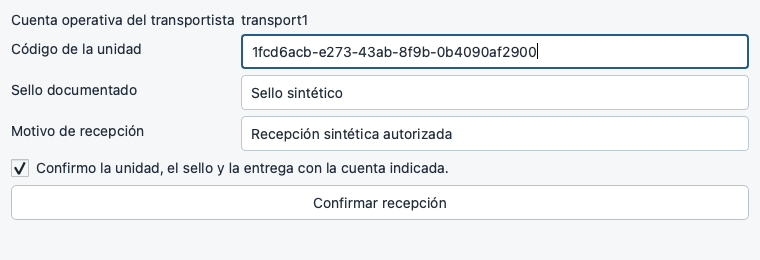 Cuenta operativa del transportista transport1
Código de la unidad 1fcd6acb-e273-43ab-8f9b-0b4090af2900
Sello documentado Sello sintético
Motivo de recepción Recepción sintética autorizada
Confirmo la unidad, el sello y la entrega con la cuenta indicada.
Confirmar recepción